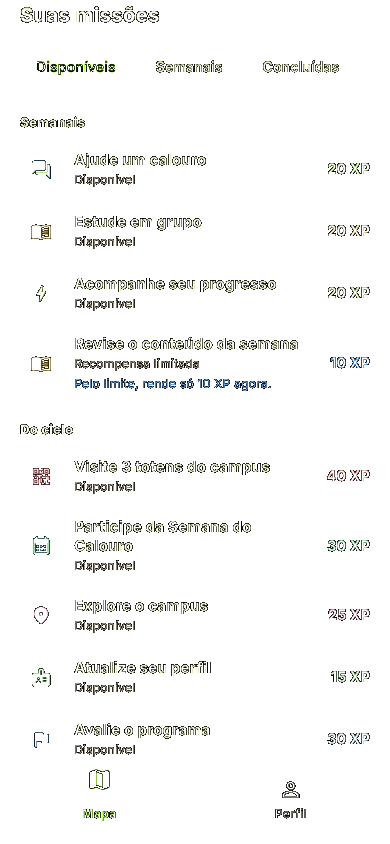 Suas missões
Disponíveis Semanais Concluídas
Semanais
Ajude um calouro
Disponível
20 XP
Estude em grupo
Disponível
20 XP
Acompanhe seu progresso
Disponível
20 XP
Revise o conteúdo da semana
Recompensa limitada
Pelo limite, rende só 10 XP agora.
10 XP
Do ciclo
Visite 3 totens do campus
Disponível
40 XP
Participe da Semana do
Calouro
Disponível
30 XP
Explore o campus
Disponível
25 XP
Atualize seu perfil
Disponível
15 XP
Avalie o programa
Disponível
30 XP
Mapa Perfil